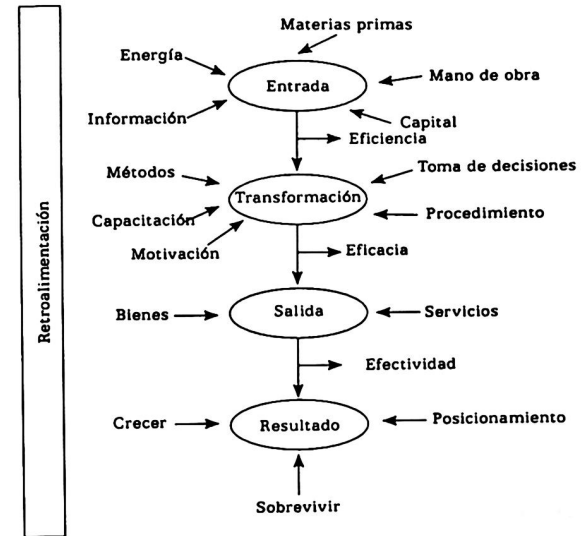 Materias primas
Energía
Entrada
Mano de obra
Información
Capital
Eficiencia
Métodos
Toma de decisiones
Transformación
Capacitación
Procedimiento
Motivación
Eficacia
Retroalimentación
Bienes
Salida
Servicios
Efectividad
Crecer
Resultado
Posicionamiento
Sobrevivir